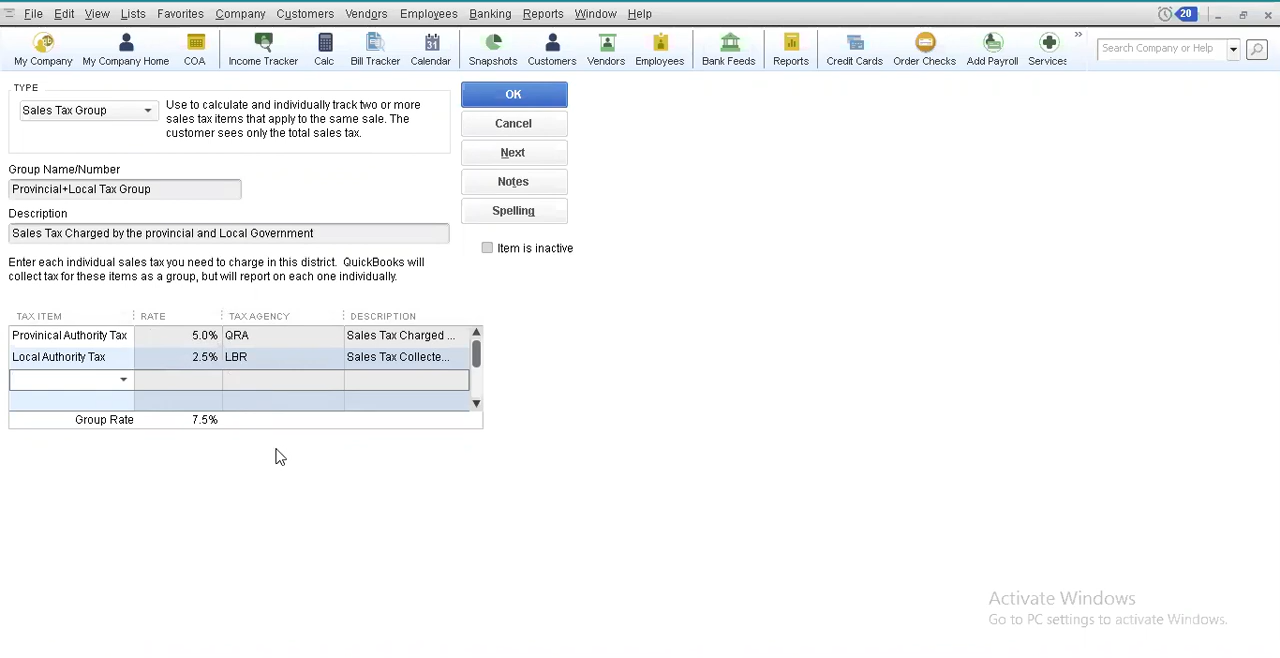 File Edit View Lists Favorites Company Customers Vendors Employees Banking Reports Window Help 20
My Company My Company Home COA Income Tracker Calc Bill Tracker 31 Calendar Snapshots Customers Vendors Employees Bank Feeds Reports Credit Cards Order Checks Add Payroll Services » Search Company or Help
TYPE
Sales Tax Group
Use to calculate and individually track two or more
sales tax items that apply to the same sale. The
customer sees only the total sales tax.
OK
Cancel
Next
Notes
Spelling
Item is inactive
Group Name/Number
Provincial+Local Tax Group
Description
Sales Tax Charged by the provincial and Local Government
Enter each individual sales tax you need to charge in this district. QuickBooks will
collect tax for these items as a group, but will report on each one individually.
TAX ITEM RATE TAX AGENCY DESCRIPTION
Provinical Authority Tax 5.0% QRA Sales Tax Charged ...
Local Authority Tax 2.5% LBR Sales Tax Collecte...
Group Rate 7.5%
Activate Windows
Go to PC settings to activate Windows.